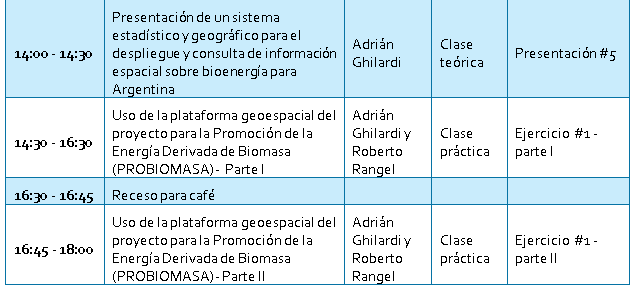 Presentación de un sistema
estadístico y geográfico para el
despliegue y consulta de información
espacial sobre bioenergía para
Argentina
14:00 - 14:30
Adrián
Ghilardi
Clase
teórica
Presentación #5
14:30 - 16:30
Uso de la plataforma geoespacial del
proyecto para la Promoción de la
Energía Derivada de Biomasa
(PROBIOMASA) - Parte I
Adrián
Ghilardi y
Roberto
Rangel
Clase
práctica
Ejercicio #1 -
parte I
16:30 - 16:45
Receso para café
16:45 - 18:00
Uso de la plataforma geoespacial del
proyecto para la Promoción de la
Energía Derivada de Biomasa
(PROBIOMASA) - Parte II
Adrián
Ghilardi y
Roberto
Rangel
Clase
práctica
Ejercicio #1 -
parte II